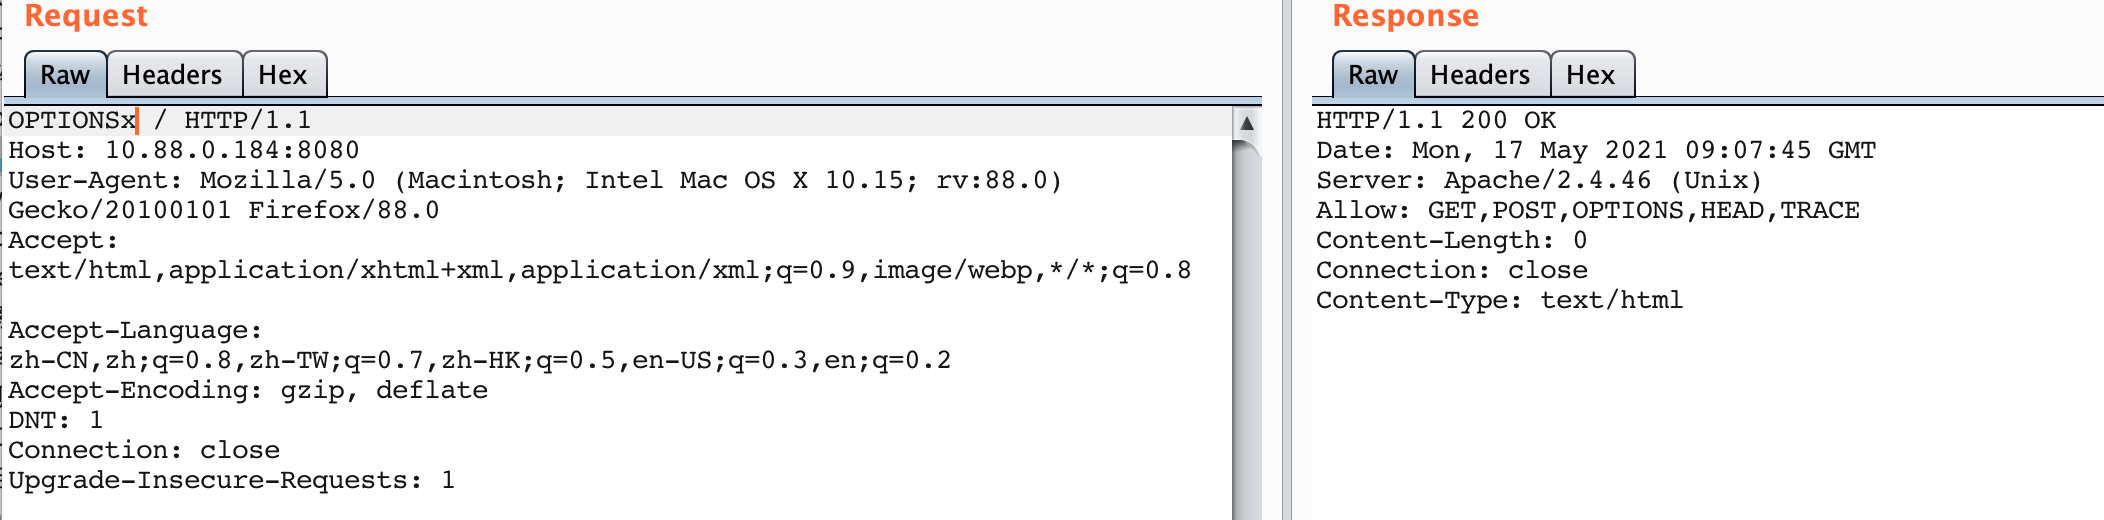 Request
Raw
Headers
Hex
OPTIONSx / HTTP/1.1
Host: 10.88.0.184:8080
User-Agent: Mozilla/5.0 (Macintosh; Intel Mac OS X 10.15; rv:88.0)
Gecko/20100101 Firefox/88.0
Accept:
text/html,application/xhtml+xml,application/xml;q=0.9,image/webp,*/*;q=0.8
Accept-Language:
zh-CN,zh;q=0.8,zh-TW;q=0.7,zh-HK;q=0.5,en-US;q=0.3,en;q=0.2
Accept-Encoding: gzip, deflate
DNT: 1
Connection: close
Upgrade-Insecure-Requests: 1
Response
Raw
Headers
Hex
HTTP/1.1 200 OK
Date: Mon, 17 May 2021 09:07:45 GMT
Server: Apache/2.4.46 (Unix)
Allow: GET,POST,OPTIONS,HEAD,TRACE
Content-Length: 0
Connection: close
Content-Type: text/html